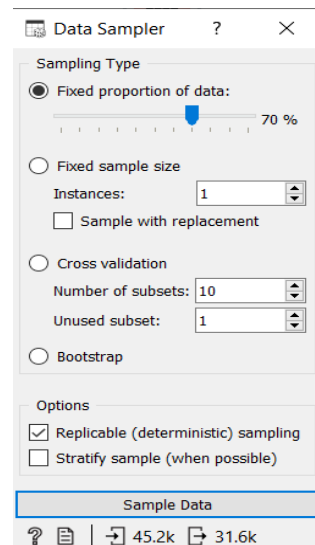 Data Sampler ?
Sampling Type
Fixed proportion of data:
70 %
Fixed sample size
Instances: 1
Sample with replacement
Cross validation
Number of subsets: 10
Unused subset: 1
Bootstrap
Options
Replicable (deterministic) sampling
Stratify sample (when possible)
Sample Data
? 45.2k 31.6k